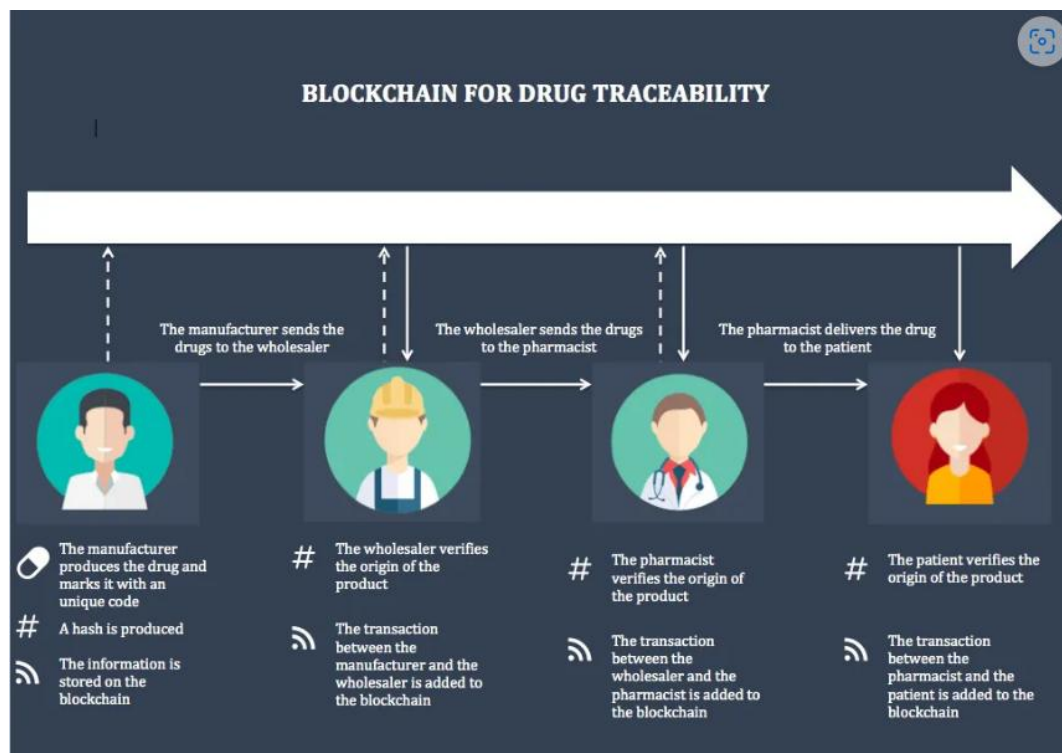 BLOCKCHAIN FOR DRUG TRACEABILITY
The manufacturer sends the
drugs to the wholesaler
The wholesaler sends the drugs
to the pharmacist
The pharmacist delivers the drug
to the patient
The manufacturer
produces the drug and
marks it with an
unique code
# A hash is produced
The information is
stored on the
blockchain
# The wholesaler verifies
the origin of the
product
The transaction
between the
manufacturer and the
wholesaler is added to
the blockchain
# The pharmacist
verifies the origin of
the product
The transaction
between the
wholesaler and the
pharmacist is added to
the blockchain
# The patient verifies the
origin of the product
The transaction
between the
pharmacist and the
patient is added to the
blockchain